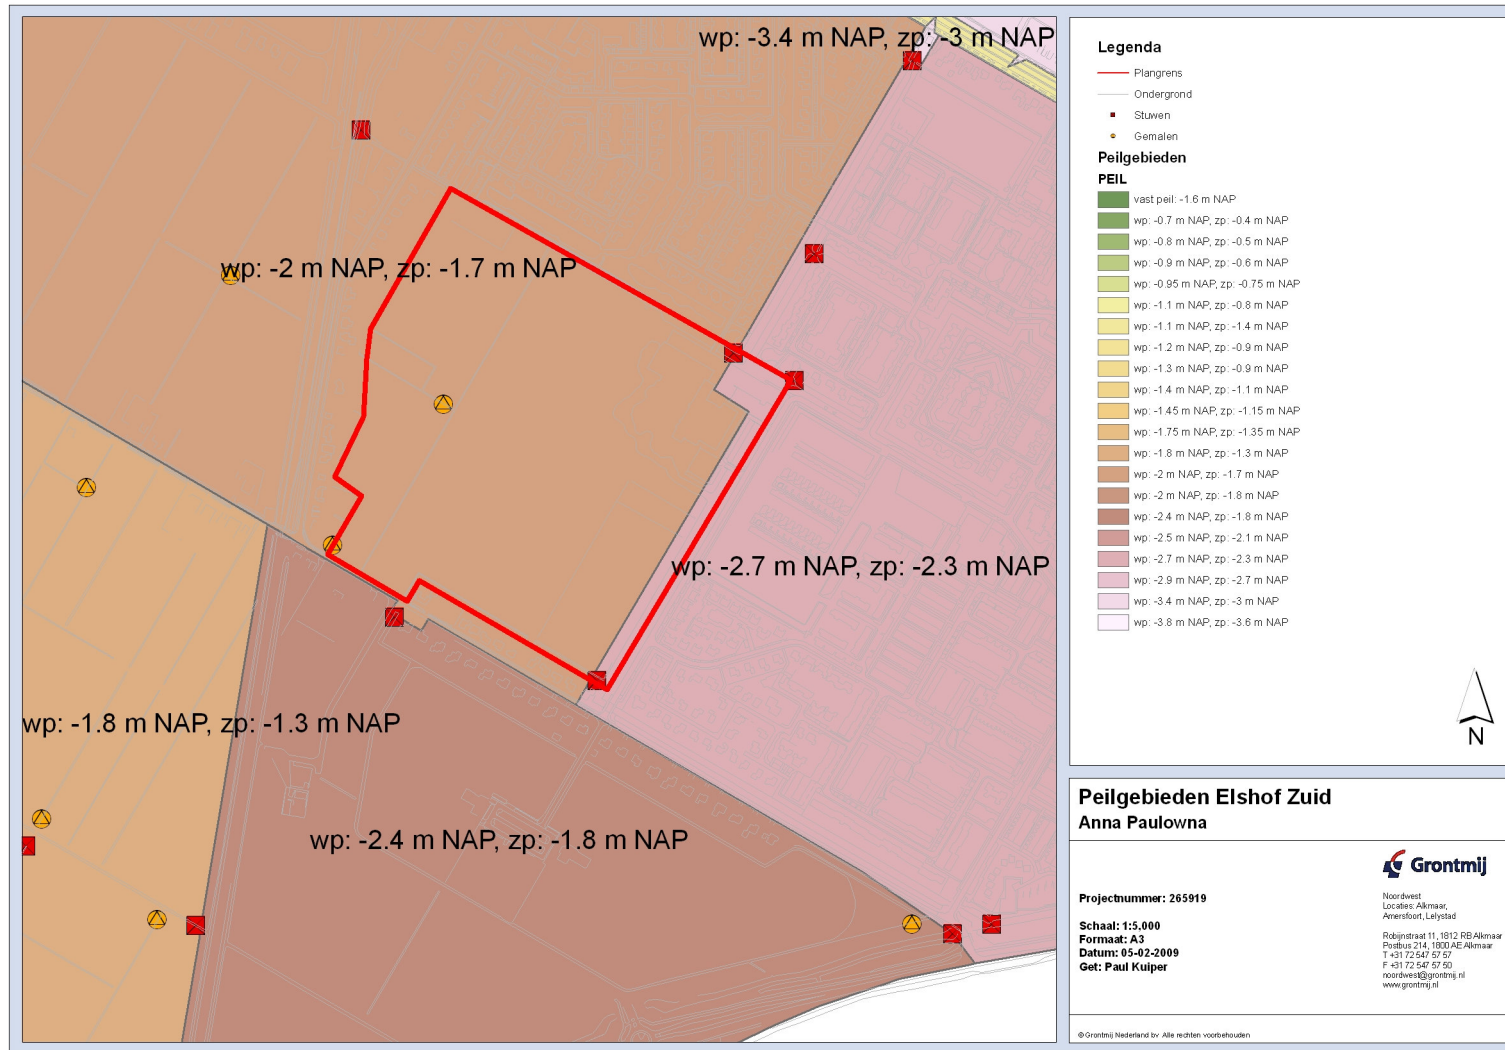 wp: -3.4 m NAP, zp: -3 m NAP
wp: -2 m NAP, zp: -1.7 m NAP
wp: -2.7 m NAP, zp: -2.3 m NAP
wp: -1.8 m NAP, zp: -1.3 m NAP
wp: -2.4 m NAP, zp: -1.8 m NAP
Legenda
Plangrens
Ondergrond
Stuwen
Gemalen
Peilgebieden
PEIL
vast peil: -1.6 m NAP
wp: -0.7 m NAP, zp: -0.4 m NAP
wp: -0.8 m NAP, zp: -0.5 m NAP
wp: -0.9 m NAP, zp: -0.6 m NAP
wp: -0.95 m NAP, zp: -0.75 m NAP
wp: -1.1 m NAP, zp: -0.8 m NAP
wp: -1.1 m NAP, zp: -1.4 m NAP
wp: -1.2 m NAP, zp: -0.9 m NAP
wp: -1.3 m NAP, zp: -0.9 m NAP
wp: -1.4 m NAP, zp: -1.1 m NAP
wp: -1.45 m NAP, zp: -1.15 m NAP
wp: -1.75 m NAP, zp: -1.35 m NAP
wp: -1.8 m NAP, zp: -1.3 m NAP
wp: -2 m NAP, zp: -1.7 m NAP
wp: -2 m NAP, zp: -1.8 m NAP
wp: -2.4 m NAP, zp: -1.8 m NAP
wp: -2.5 m NAP, zp: -2.1 m NAP
wp: -2.7 m NAP, zp: -2.3 m NAP
wp: -2.9 m NAP, zp: -2.7 m NAP
wp: -3.4 m NAP, zp: -3 m NAP
wp: -3.8 m NAP, zp: -3.6 m NAP
N
Peilgebieden Elshof Zuid
Anna Paulowna
Projectnummer: 265919
Schaal: 1:5.000
Formaat: A3
Datum: 05-02-2009
Get: Paul Kuiper
Grontmij
Noordwest
Locaties: Alkmaar,
Amersfoort, Lelystad
Robijnstraat 11, 1812 RB Alkmaar
Postbus 214, 1800 AE Alkmaar
T +31 72 547 57 57
F +31 72 547 57 50
noordwest@grontmij.nl
www.grontmij.nl
© Grontmij Nederland bv. Alle rechten voorbehouden